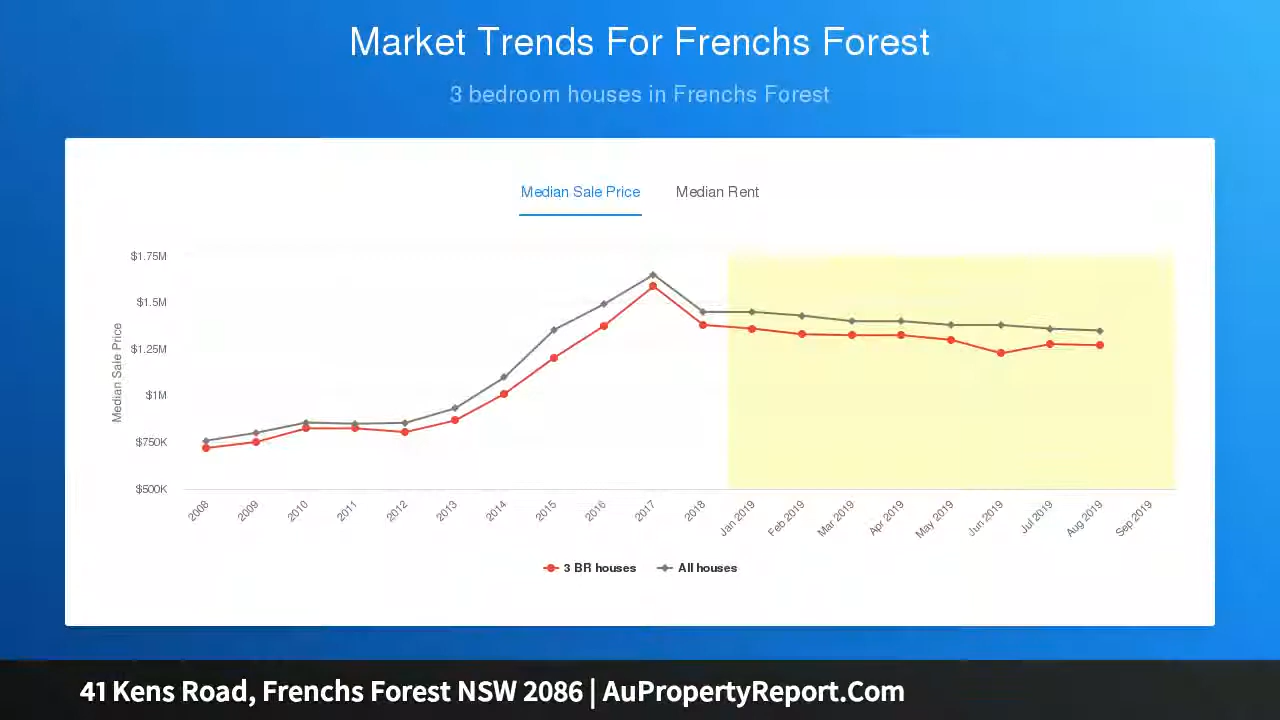 Market Trends For Frenchs Forest
3 bedroom houses in Frenchs Forest
Median Sale Price Median Rent
Median Sale Price
$1.75M
$1.5M
$1.25M
$1M
$750K
$500K
2008 2009 2010 2011 2012 2013 2014 2015 2016 2017 2018 Jan 2019 Feb 2019 Mar 2019 Apr 2019 May 2019 Jun 2019 Jul 2019 Aug 2019 Sep 2019
3 BR houses All houses
41 Kens Road, Frenchs Forest NSW 2086 | AuPropertyReport.Com